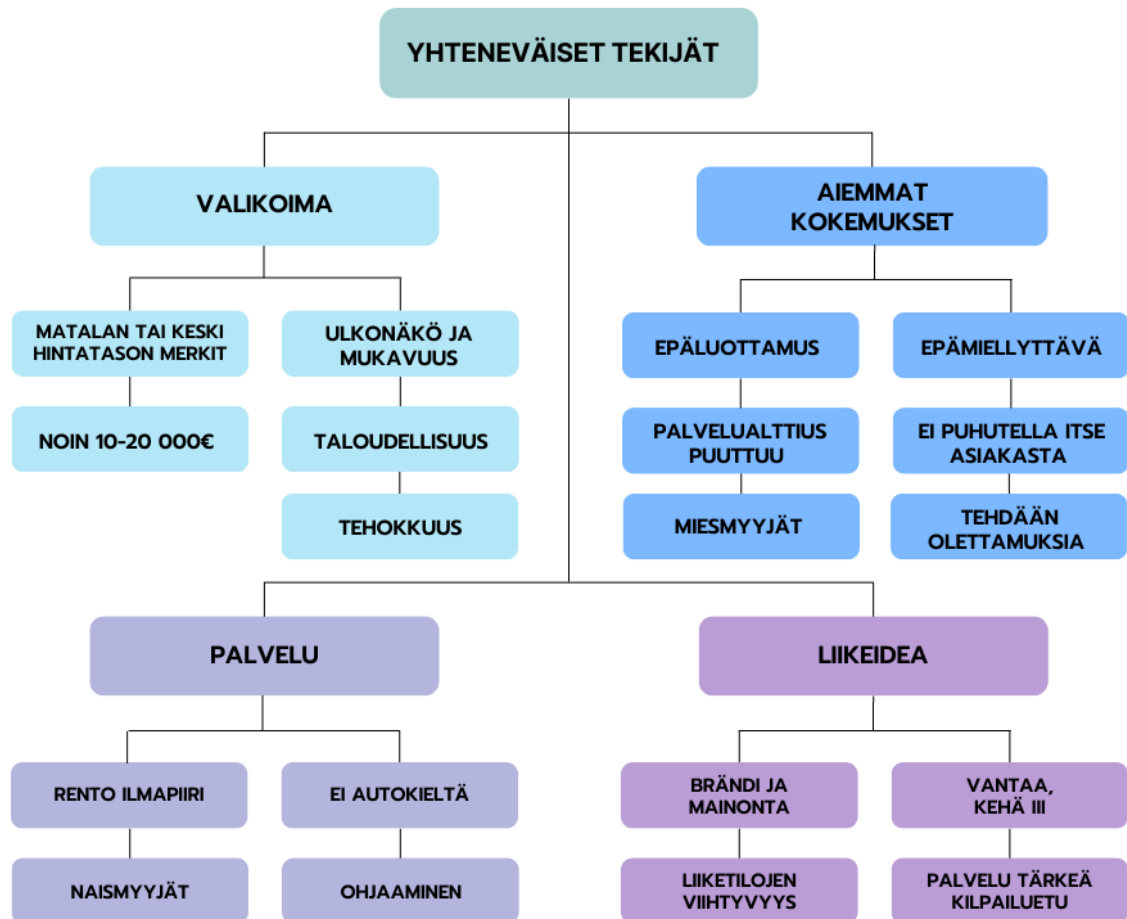 YHTENEVÄISET TEKIJÄT
VALIKOIMA
MATALAN TAI KESKI
HINTATASON MERKIT
NOIN 10-20 000€
ULKONÄKÖ JA
MUKAVUUS
TALOUDELLISUUS
TEHOKKUUS
AIEMMAT
KOKEMUKSET
EPÄLUOTTAMUS
PALVELUALTTIUS
PUUTTUU
MIESMYYJÄT
EPÄMIELLYTTÄVÄ
EI PUHUTELLA ITSE
ASIAKASTA
TEHDÄÄN
OLETTAMUKSIA
PALVELU
RENTO ILMAPIIRI
NAISMYYJÄT
EI AUTOKIELTÄ
OHJAAMINEN
LIIKEIDEA
BRÄNDI JA
MAINONTA
LIIKETILOJEN
VIIHTYVYYS
VANTAA,
KEHÄ III
PALVELU TÄRKEÄ
KILPAILUETU